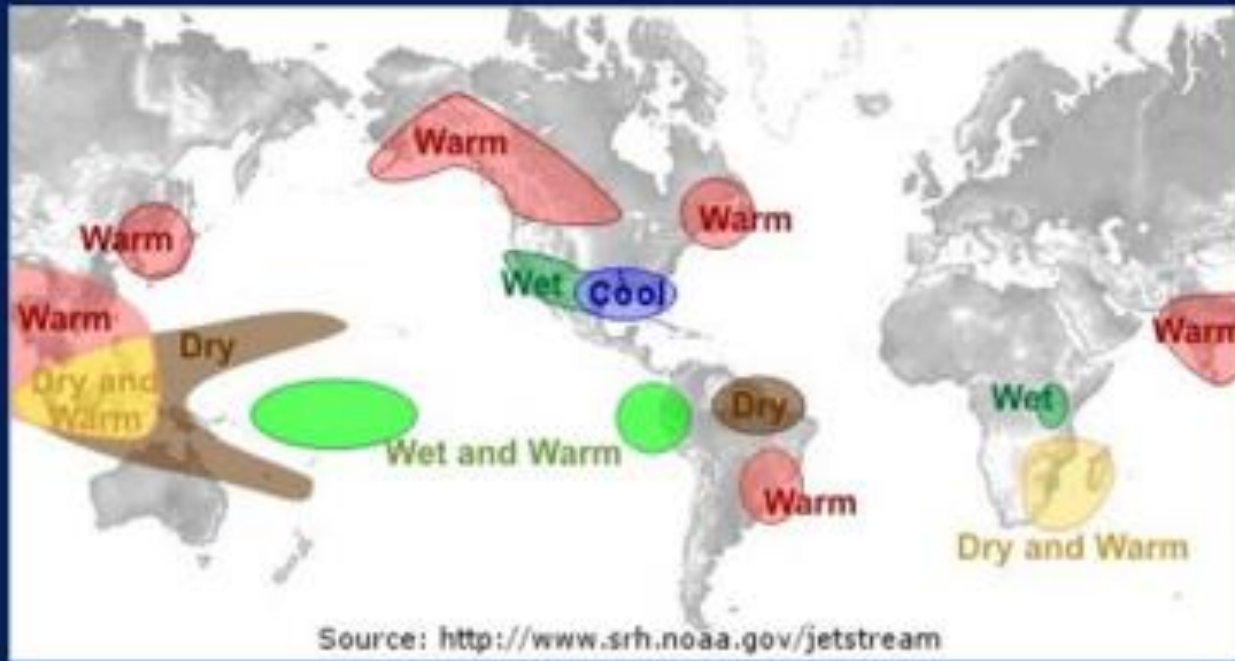 Warm
Warm
Warm
Wet
Cool
Warm
Dry
Warm
Dry and
Warm
Wet and Warm
Dry
Warm
Wet
Dry and Warm
Source: http://www.srh.noaa.gov/jetstream